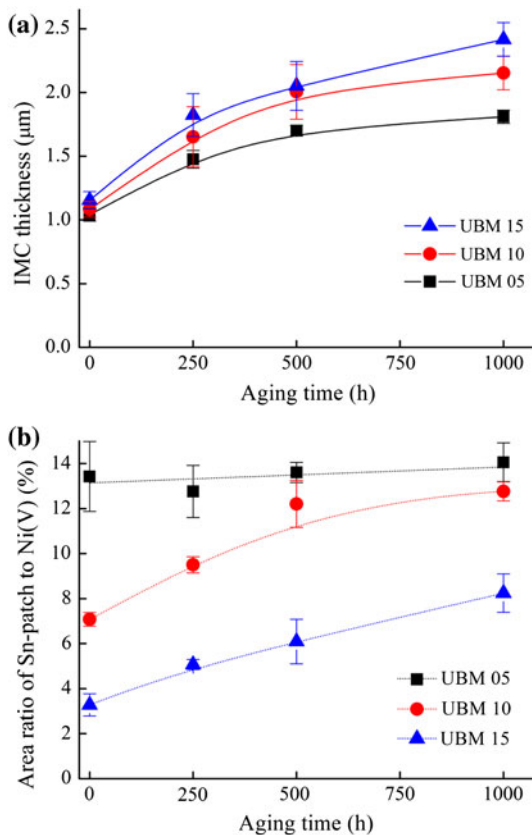 (a)
2.5
2.0
1.5
1.0
0.5
0.0
IMC thickness (μm)
UBM 15
UBM 10
UBM 05
0 250 500 750 1000
Aging time (h)
(b)
14
12
10
8
6
4
2
0
Area ratio of Sn-patch to Ni(V) (%)
UBM 05
UBM 10
UBM 15
0 250 500 750 1000
Aging time (h)